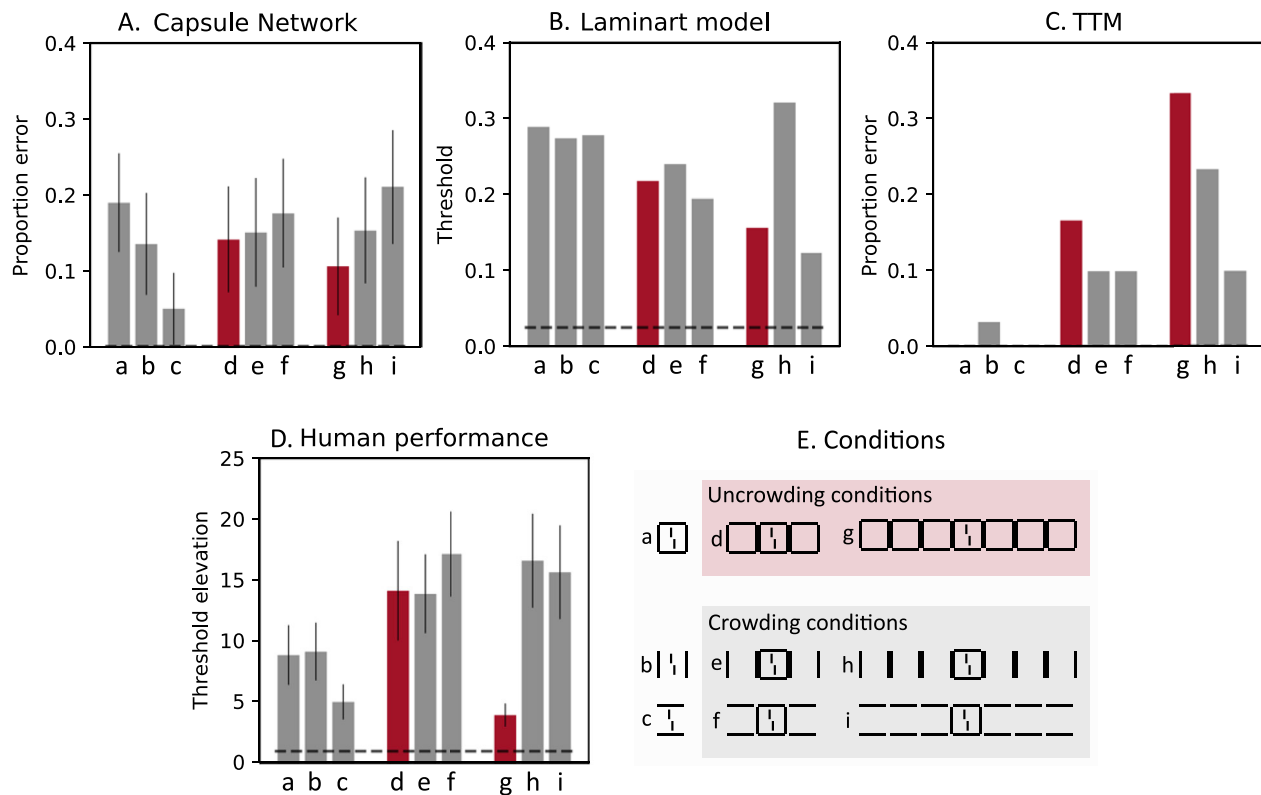 A. Capsule Network
B. Laminart model
C. TTM
0.4
0.3
0.2
0.1
0.0
Proportion error
a b c d e f g h i
0.4
0.3
0.2
0.1
0.0
Threshold
a b c d e f g h i
0.4
0.3
0.2
0.1
0.0
Proportion error
a b c d e f g h i
D. Human performance
25
20
15
10
5
0
Threshold elevation
a b c d e f g h i
E. Conditions
Uncrowding conditions
a d g
Crowding conditions
b e h
c f i